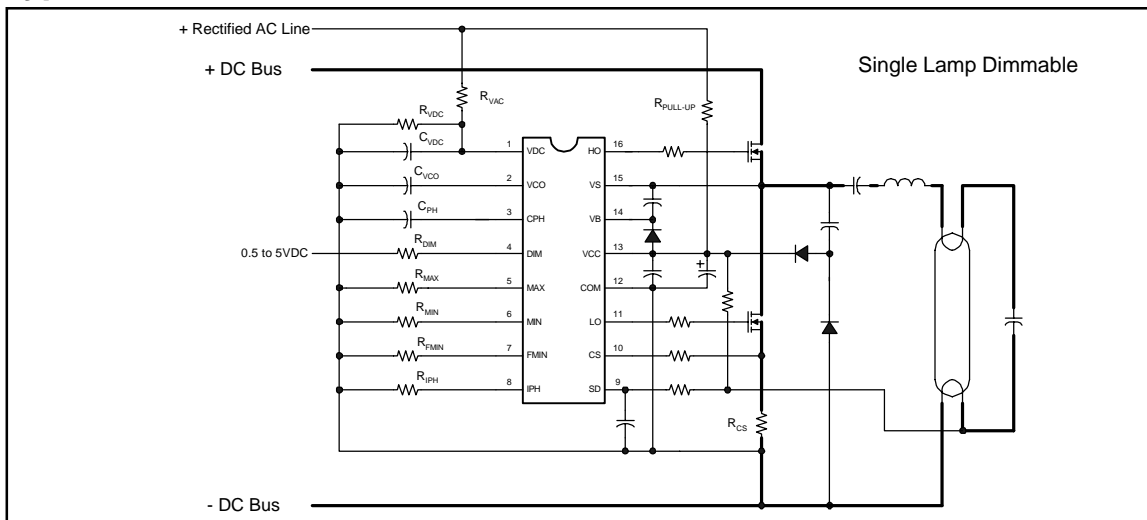 + Rectified AC Line
+ DC Bus
Single Lamp Dimmable
RVAC
RPULL-UP
RVDC
CVDC
1 VDC HO 16
CVCO
2 VCO VS 15
CPH
3 CPH VB 14
0.5 to 5VDC
RDIM
4 DIM VCC 13
+
RMAX
5 MAX COM 12
RMIN
6 MIN LO 11
RFMIN
7 FMIN CS 10
RIPH
8 IPH SD 9
RCS
- DC Bus